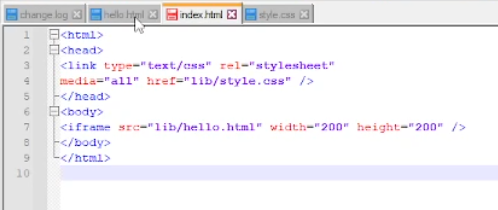 change.log hello.html index.html style.css
1 <html>
2 <head>
3 <link type="text/css" rel="stylesheet"
4 media="all" href="lib/style.css" />
5 </head>
6 <body>
7 <iframe src="lib/hello.html" width="200" height="200" />
8 </body>
9 </html>
10